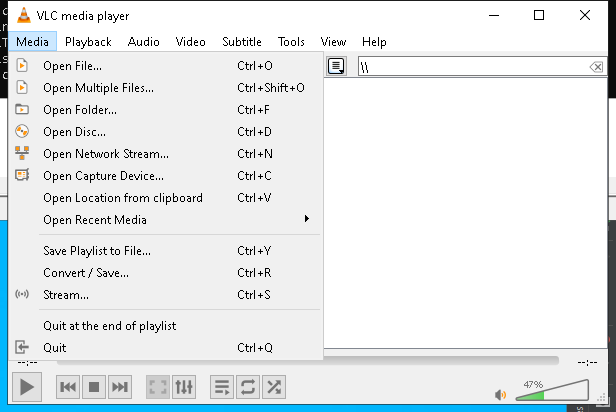 VLC media player
Media Playback Audio Video Subtitle Tools View Help
\\
Open File... Ctrl+O
Open Multiple Files... Ctrl+Shift+O
Open Folder... Ctrl+F
Open Disc... Ctrl+D
Open Network Stream... Ctrl+N
Open Capture Device... Ctrl+C
Open Location from clipboard Ctrl+V
Open Recent Media
Save Playlist to File... Ctrl+Y
Convert / Save... Ctrl+R
Stream... Ctrl+S
Quit at the end of playlist
Quit Ctrl+Q
--:-- --:--
47%